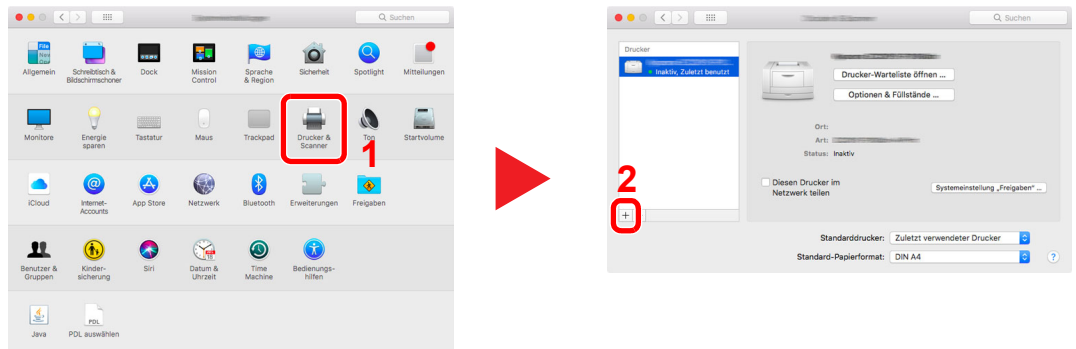 Suchen
File
New
Allgemein
Schreibtisch &
Bildschirmschoner
Dock
Mission
Control
Sprache
& Region
Sicherheit
Spotlight
Mitteilungen
Monitore
Energie
sparen
Tastatur
Maus
Trackpad
Drucker &
Scanner
Ton
Startvolume
1
iCloud
Internet-
Accounts
App Store
Netzwerk
Bluetooth
Erweiterungen
Freigaben
Benutzer &
Gruppen
Kinder-
sicherung
Siri
Datum &
Uhrzeit
Time
Machine
Bedienungs-
hilfen
Java
PDL
PDL auswählen
Suchen
Drucker
Inaktiv, Zuletzt benutzt
Drucker-Warteliste öffnen ...
Optionen & Füllstände ...
Ort:
Art:
Status: Inaktiv
2
Diesen Drucker im
Netzwerk teilen
Systemeinstellung „Freigaben“ ...
+
Standarddrucker: Zuletzt verwendeter Drucker
Standard-Papierformat: DIN A4
?